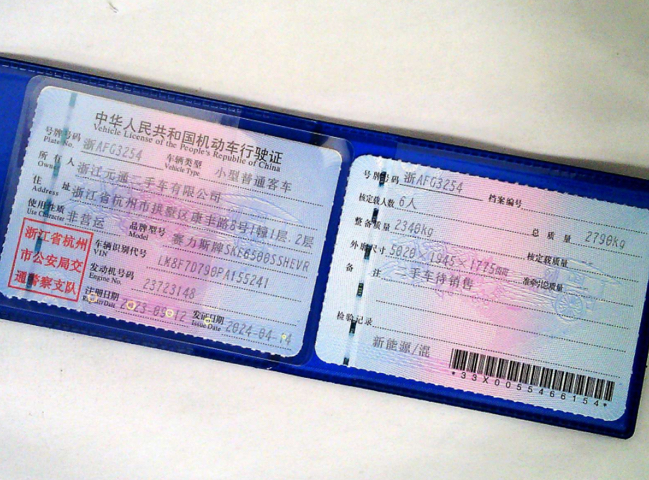 中华人民共和国机动车行驶证
Vehicle License of the People's Republic of China
号牌号码 Plate No. 浙AFG3254 车辆类型 Vehicle Type 小型普通客车
所有人 Owner 浙江元通二手车有限公司
住址 Address 浙江省杭州市拱墅区康丰路8号1幢1层、2层
使用性质 Use Character 非营运 品牌型号 Model 赛力斯牌SKE6500SSHEVR
浙江省杭州市公安局交通警察支队
车辆识别代号 VIN LM8F7D790PA155241
发动机号码 Engine No. 23723148
注册日期 发证日期 Issue Date 2024-04-14
号牌号码 浙AFG3254 档案编号
核定载人数 6人 总质量 2790kg
整备质量 2340kg 核定载质量
外廓尺寸 5020×1945×1775mm 准牵引总质量
备注 二手车待销售
检验记录
新能源/混
*33X0055466154*